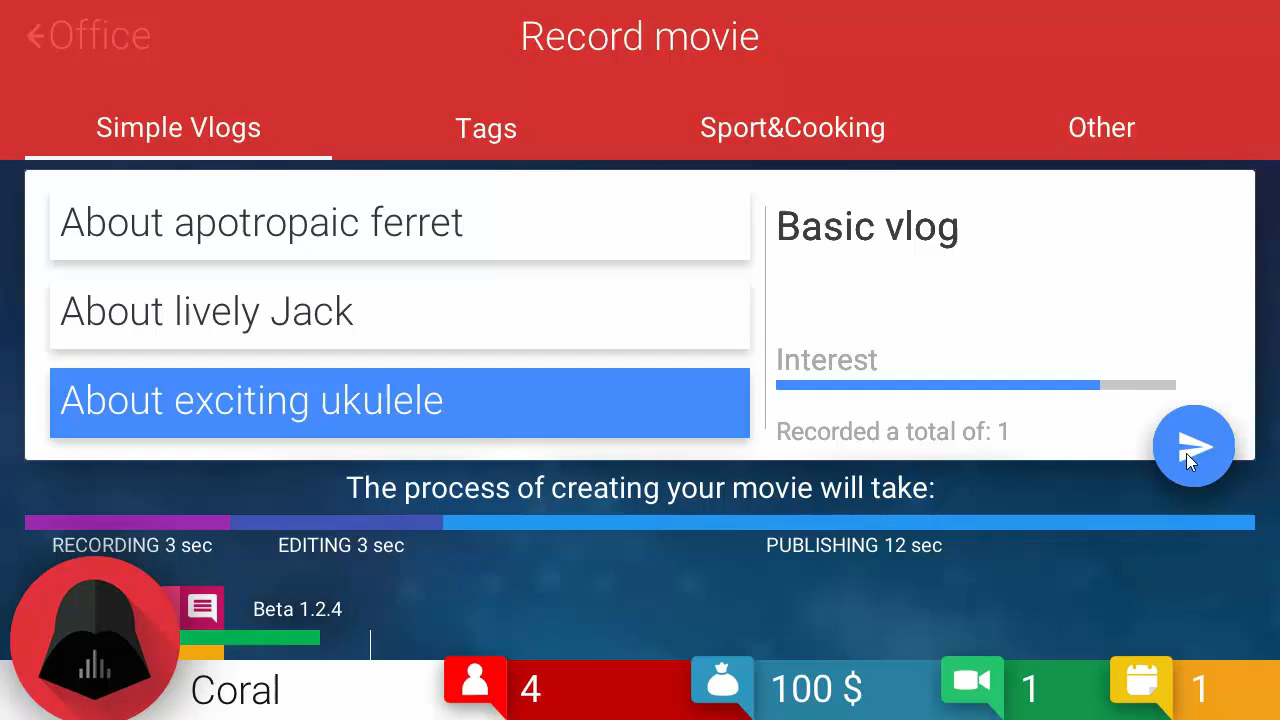 Office
Record movie
Simple Vlogs
Tags
Sport&Cooking
Other
About apotropaic ferret
About lively Jack
About exciting ukulele
Basic vlog
Interest
Recorded a total of: 1
The process of creating your movie will take:
RECORDING 3 sec
EDITING 3 sec
PUBLISHING 12 sec
Beta 1.2.4
Coral
4
100 $
1
1